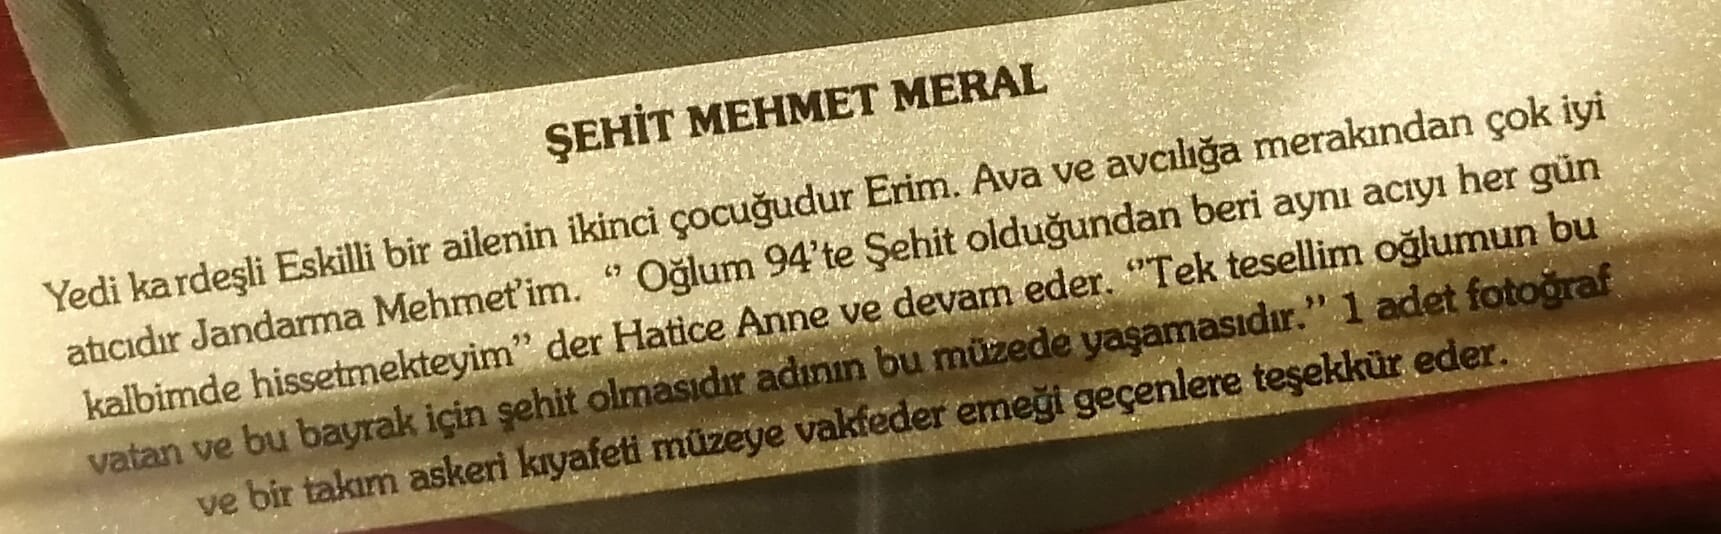 ŞEHİT MEHMET MERAL
Yedi kardeşli Eskilli bir ailenin ikinci çocuğudur Erim. Ava ve avcılığa merakından çok iyi
atıcıdır Jandarma Mehmet'im. “ Oğlum 94'te Şehit olduğundan beri aynı acıyı her gün
kalbimde hissetmekteyim” der Hatice Anne ve devam eder. “Tek tesellim oğlumun bu
vatan ve bu bayrak için şehit olmasıdır adının bu müzede yaşamasıdır.” 1 adet fotoğraf
ve bir takım askeri kıyafeti müzeye vakfeder emeği geçenlere teşekkür eder.